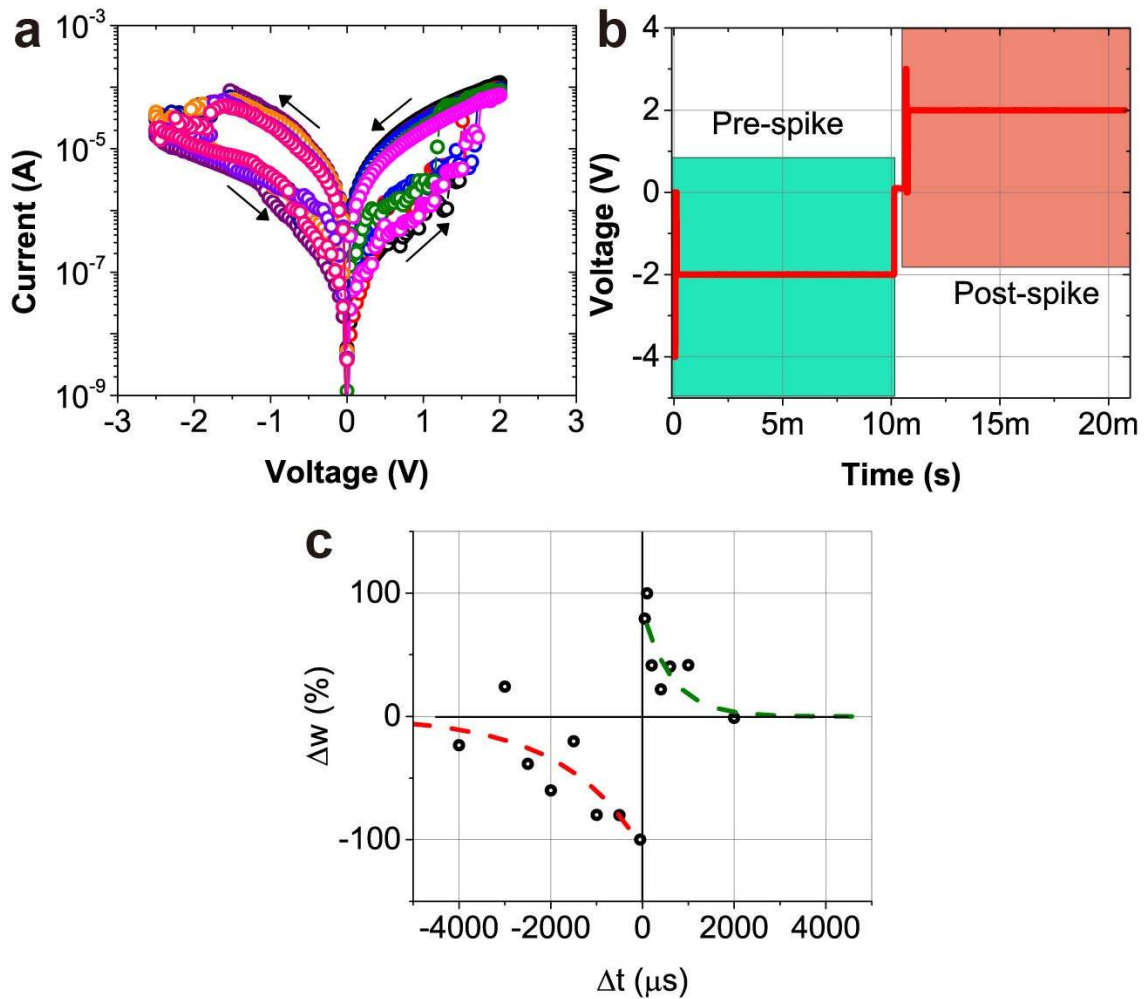 a
10⁻³
10⁻⁵
10⁻⁷
10⁻⁹
Current (A)
-3 -2 -1 0 1 2 3
Voltage (V)
b
4
2
0
-2
-4
Voltage (V)
Pre-spike
Post-spike
0 5m 10m 15m 20m
Time (s)
c
100
0
-100
Δw (%)
-4000 -2000 0 2000 4000
Δt (μs)